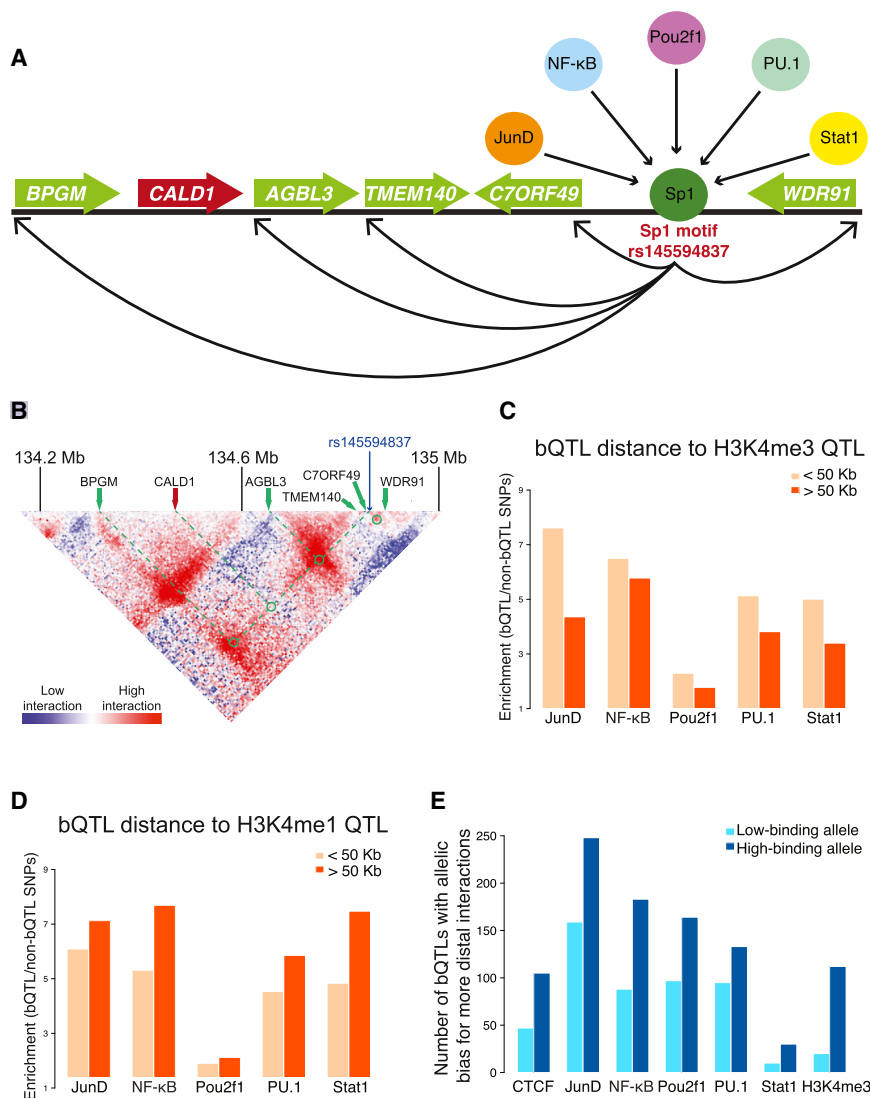 A
Pou2f1
NF-κB
PU.1
JunD
Stat1
BPGM
CALD1
AGBL3
TMEM140
C7ORF49
Sp1
WDR91
Sp1 motif
rs145594837
B
rs145594837
134.2 Mb
134.6 Mb
135 Mb
BPGM
CALD1
AGBL3
C7ORF49
WDR91
TMEM140
Low
interaction
High
interaction
C
bQTL distance to H3K4me3 QTL
< 50 Kb
> 50 Kb
Enrichment (bQTL/non-bQTL SNPs)
9
7
5
3
1
JunD
NF-κB
Pou2f1
PU.1
Stat1
D
bQTL distance to H3K4me1 QTL
< 50 Kb
> 50 Kb
Enrichment (bQTL/non-bQTL SNPs)
9
7
5
3
1
JunD
NF-κB
Pou2f1
PU.1
Stat1
E
Low-binding allele
High-binding allele
Number of bQTLs with allelic
bias for more distal interactions
250
200
150
100
50
0
CTCF
JunD
NF-κB
Pou2f1
PU.1
Stat1
H3K4me3